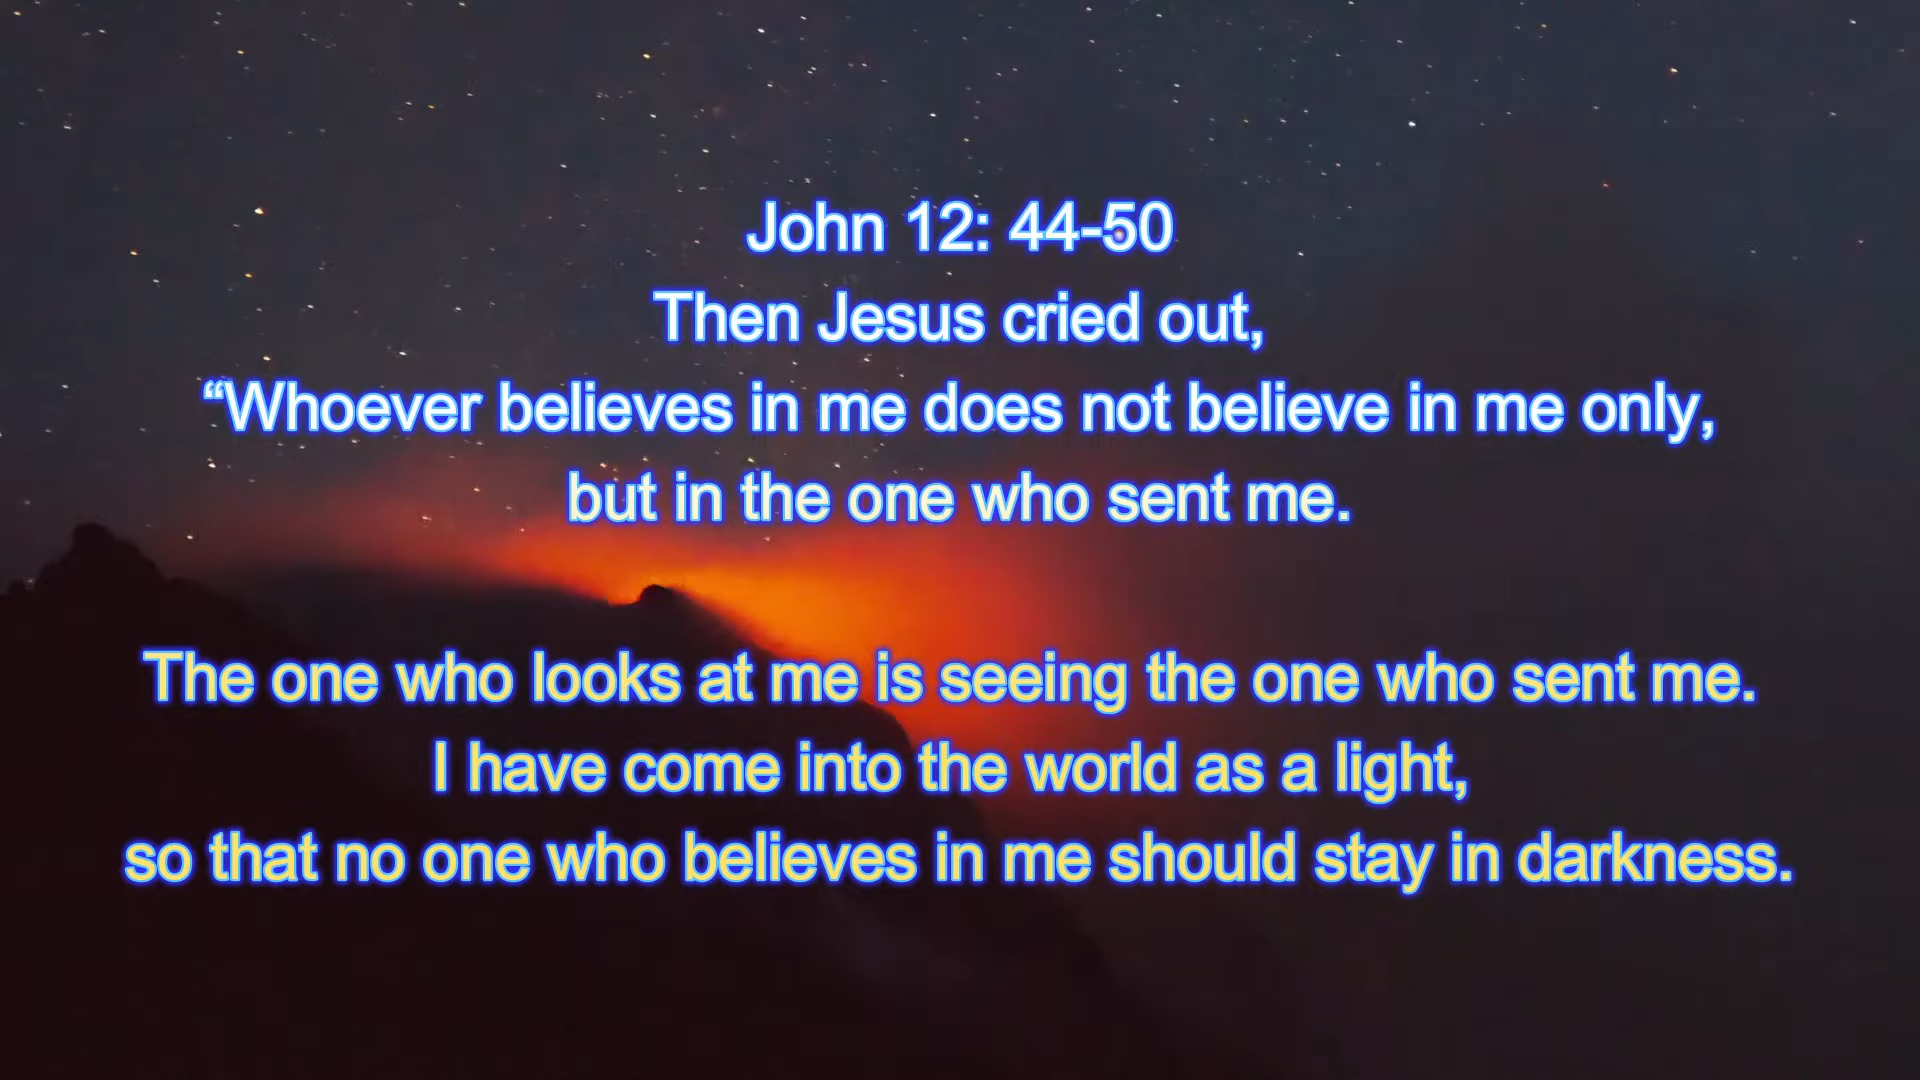 John 12: 44-50
Then Jesus cried out,
“Whoever believes in me does not believe in me only,
but in the one who sent me.
The one who looks at me is seeing the one who sent me.
I have come into the world as a light,
so that no one who believes in me should stay in darkness.